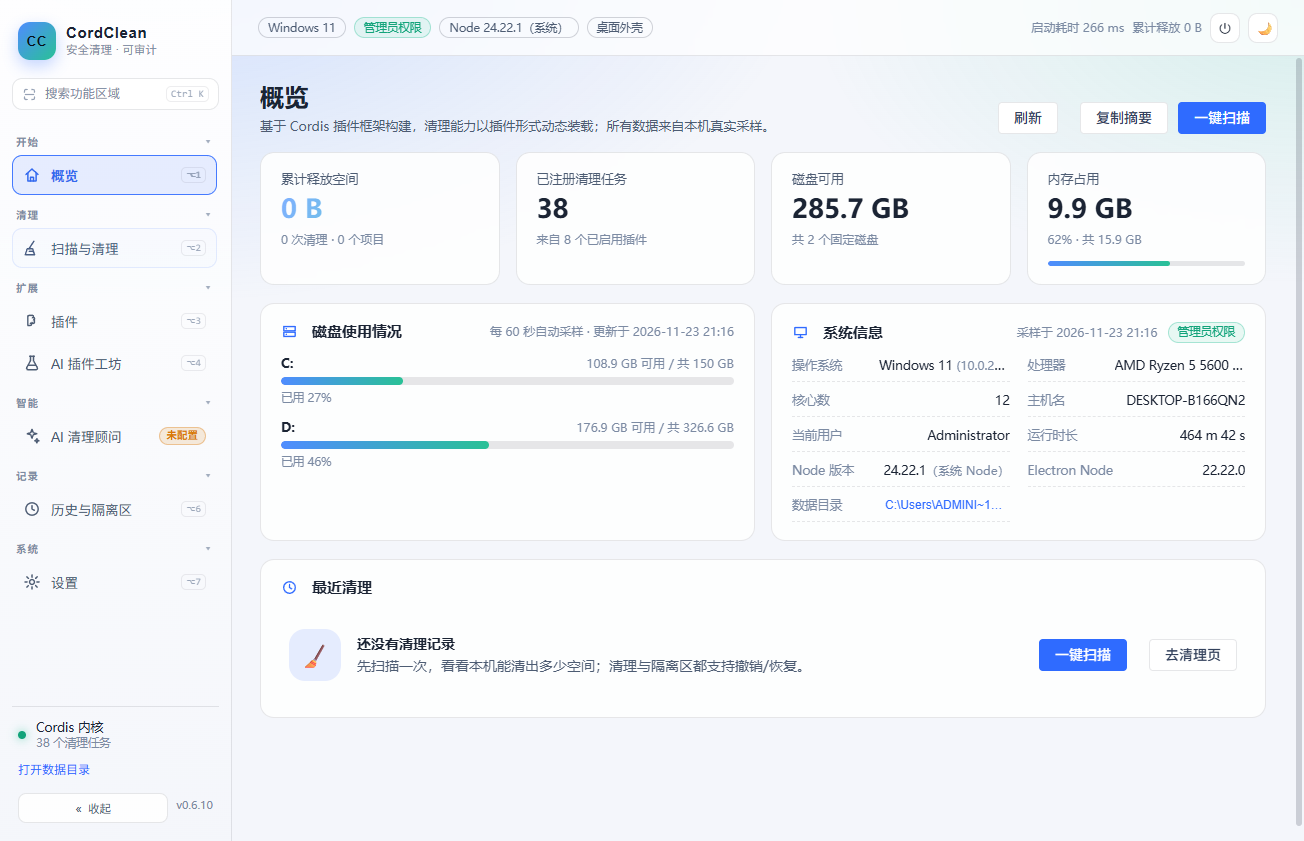 CC
CordClean
安全清理 · 可审计
搜索功能区域 Ctrl K
开始
概览 ⌥1
清理
扫描与清理 ⌥2
扩展
插件 ⌥3
AI 插件工坊 ⌥4
智能
AI 清理顾问 未配置
记录
历史与隔离区 ⌥6
系统
设置 ⌥7
Cordis 内核
38 个清理任务
打开数据目录
« 收起 v0.6.10
Windows 11 管理员权限 Node 24.22.1（系统） 桌面外壳 启动耗时 266 ms 累计释放 0 B
概览
基于 Cordis 插件框架构建，清理能力以插件形式动态装载；所有数据来自本机真实采样。
刷新 复制摘要 一键扫描
累计释放空间
0 B
0 次清理 · 0 个项目
已注册清理任务
38
来自 8 个已启用插件
磁盘可用
285.7 GB
共 2 个固定磁盘
内存占用
9.9 GB
62% · 共 15.9 GB
磁盘使用情况 每 60 秒自动采样 · 更新于 2026-11-23 21:16
C: 108.9 GB 可用 / 共 150 GB
已用 27%
D: 176.9 GB 可用 / 共 326.6 GB
已用 46%
系统信息 采样于 2026-11-23 21:16 管理员权限
操作系统 Windows 11 (10.0.2... 处理器 AMD Ryzen 5 5600 ...
核心数 12 主机名 DESKTOP-B166QN2
当前用户 Administrator 运行时长 464 m 42 s
Node 版本 24.22.1（系统 Node） Electron Node 22.22.0
数据目录 C:\Users\ADMINI~1...
最近清理
还没有清理记录
先扫描一次，看看本机能清出多少空间；清理与隔离区都支持撤销/恢复。
一键扫描 去清理页